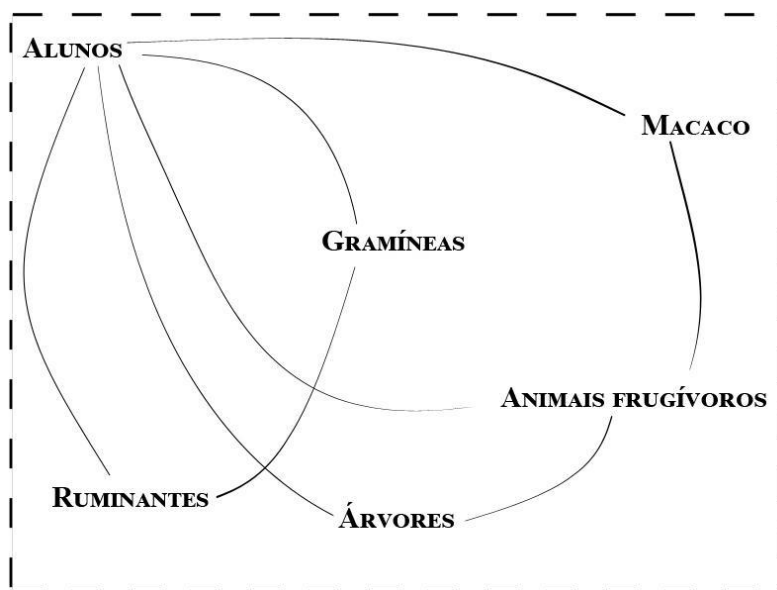 Alunos
Macaco
Gramíneas
Animais frugívoros
Ruminantes
Árvores